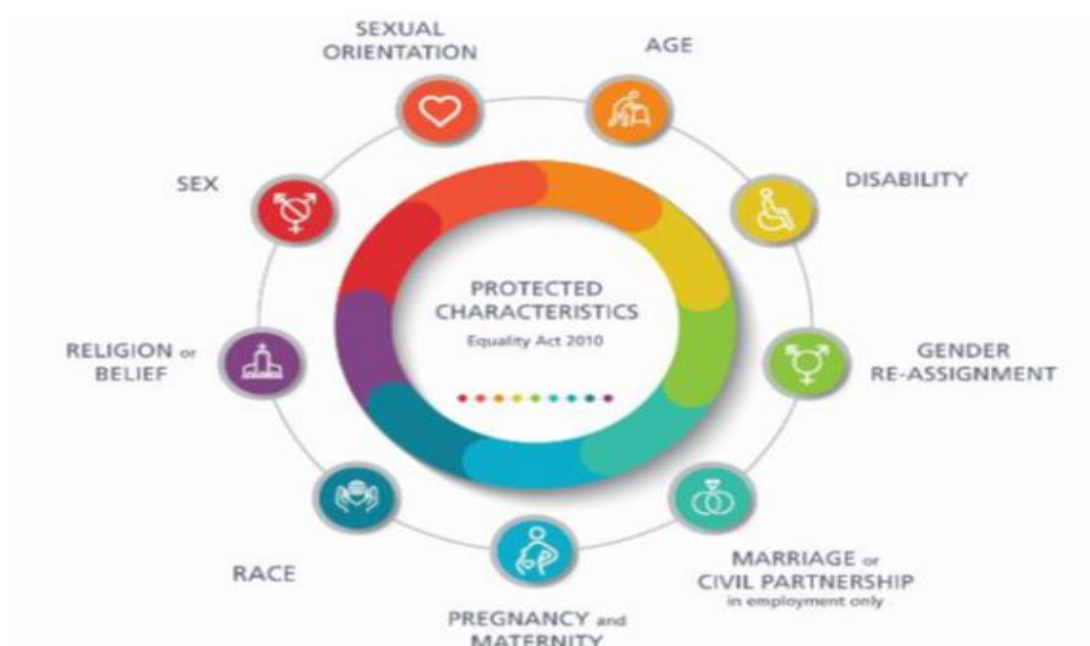 SEXUAL
ORIENTATION
AGE
SEX
DISABILITY
PROTECTED
CHARACTERISTICS
Equality Act 2010
RELIGION or
BELIEF
GENDER
RE-ASSIGNMENT
RACE
MARRIAGE or
CIVIL PARTNERSHIP
in employment only
PREGNANCY and
MATERNITY